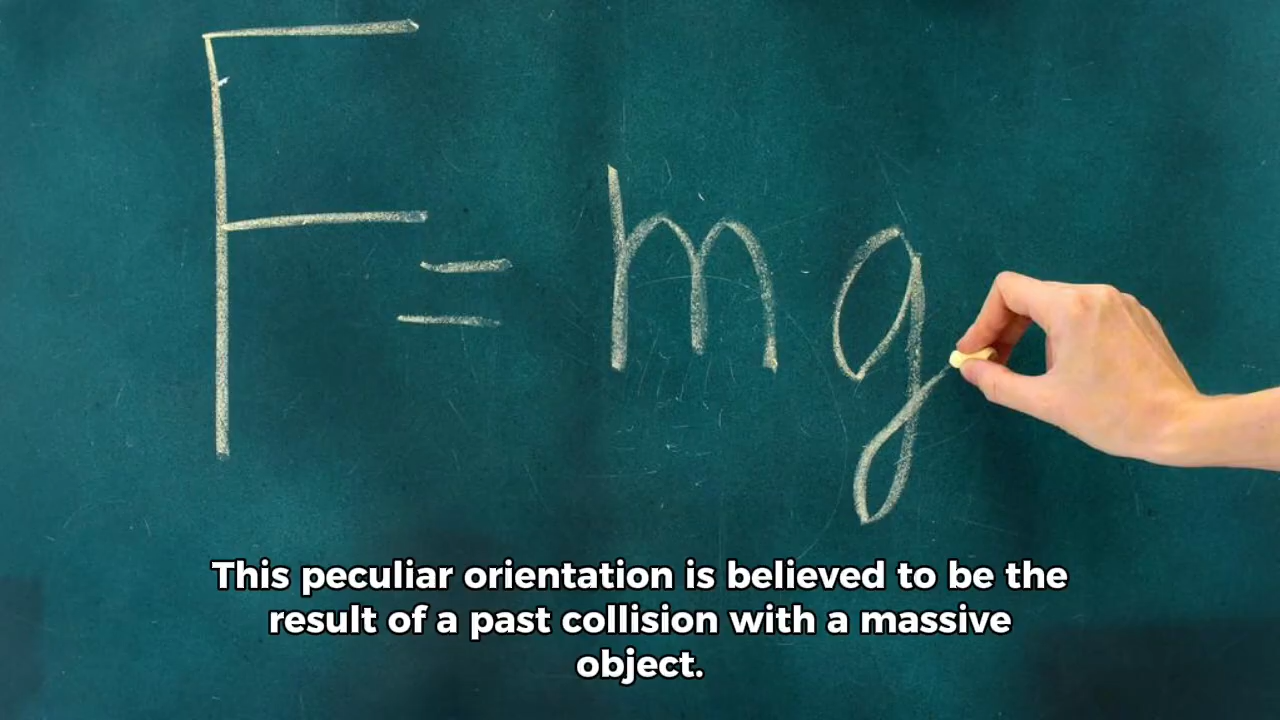 F = mg
This peculiar orientation is believed to be the
result of a past collision with a massive
object.